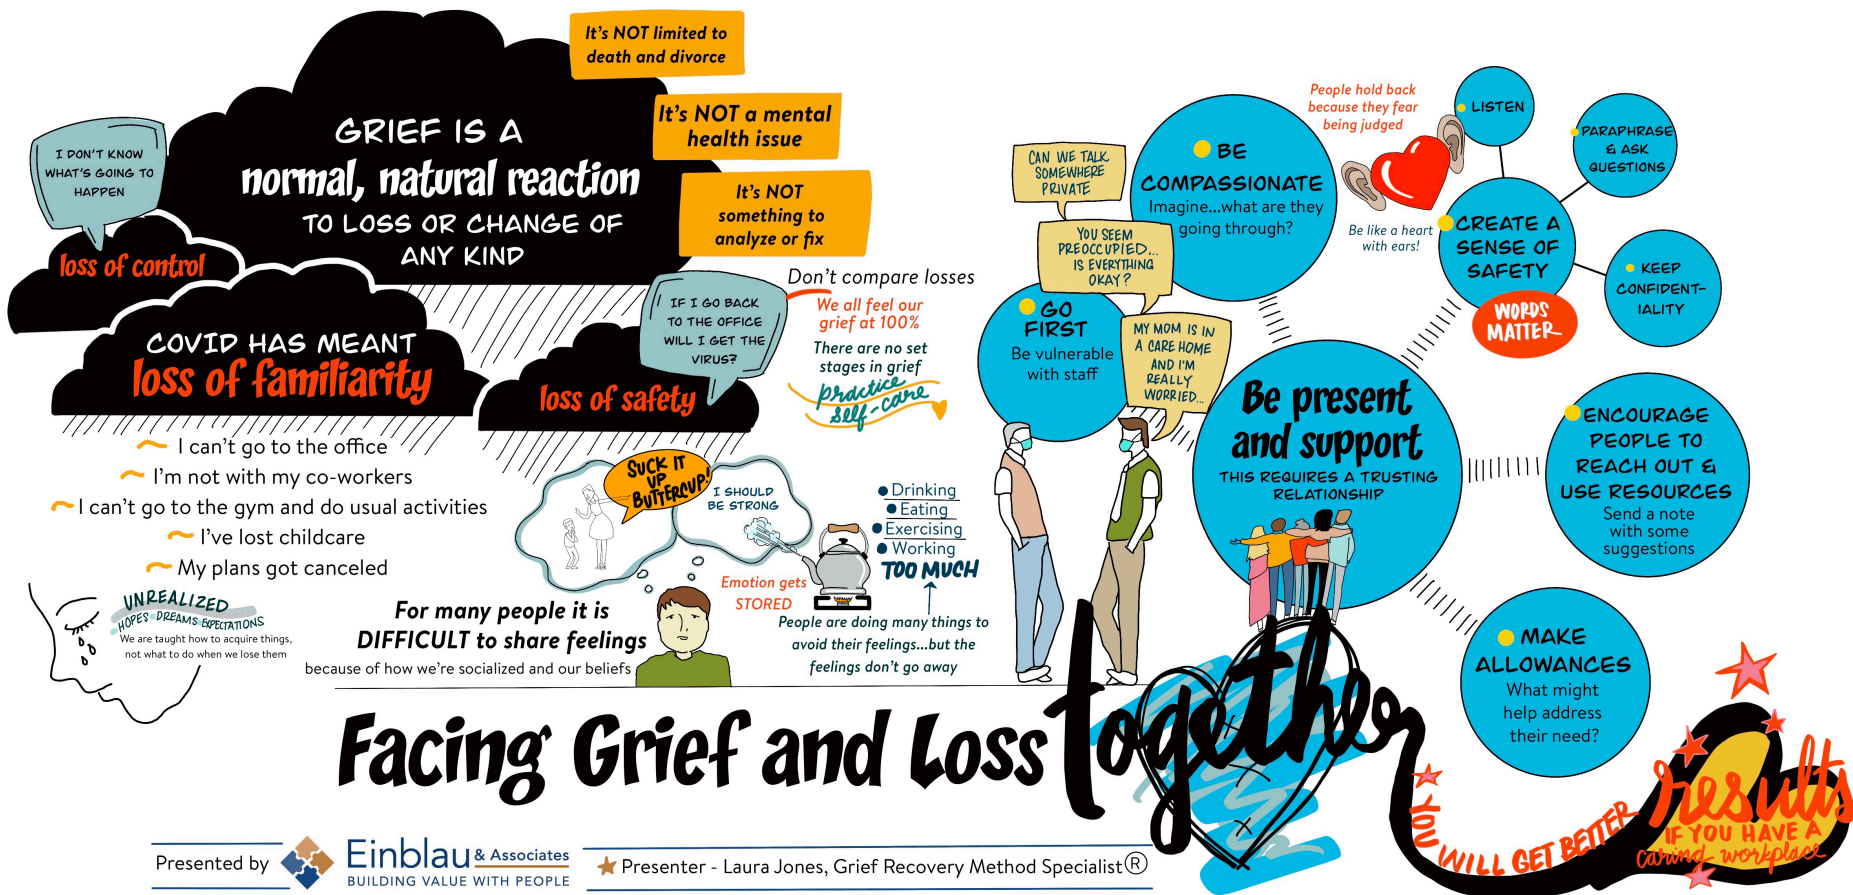 It's NOT limited to
death and divorce
It's NOT a mental
health issue
It's NOT
something to
analyze or fix
GRIEF IS A
normal, natural reaction
TO LOSS OR CHANGE OF
ANY KIND
I DON'T KNOW
WHAT'S GOING TO
HAPPEN
loss of control
COVID HAS MEANT
loss of familiarity
IF I GO BACK
TO THE OFFICE
WILL I GET THE
VIRUS?
loss of safety
Don't compare losses
We all feel our
grief at 100%
There are no set
stages in grief
practice
self-care
~ I can't go to the office
~ I'm not with my co-workers
~ I can't go to the gym and do usual activities
~ I've lost childcare
~ My plans got canceled
UNREALIZED
HOPES · DREAMS EXPECTATIONS
We are taught how to acquire things,
not what to do when we lose them
SUCK IT
UP
BUTTERCUP!
I SHOULD
BE STRONG
For many people it is
DIFFICULT to share feelings
because of how we're socialized and our beliefs
Emotion gets
STORED
● Drinking
● Eating
● Exercising
● Working
TOO MUCH
People are doing many things to
avoid their feelings...but the
feelings don't go away
CAN WE TALK
SOMEWHERE
PRIVATE
YOU SEEM
PREOCCUPIED...
IS EVERYTHING
OKAY?
MY MOM IS IN
A CARE HOME
AND I'M
REALLY
WORRIED...
GO
FIRST
Be vulnerable
with staff
BE
COMPASSIONATE
Imagine...what are they
going through?
People hold back
because they fear
being judged
Be like a heart
with ears!
LISTEN
PARAPHRASE
& ASK
QUESTIONS
CREATE A
SENSE OF
SAFETY
KEEP
CONFIDENT-
IALITY
WORDS
MATTER
Be present
and support
THIS REQUIRES A TRUSTING
RELATIONSHIP
ENCOURAGE
PEOPLE TO
REACH OUT &
USE RESOURCES
Send a note
with some
suggestions
MAKE
ALLOWANCES
What might
help address
their need?
Facing Grief and Loss together
YOU WILL GET BETTER
results
IF YOU HAVE A
caring workplace
Presented by
Einblau & Associates
BUILDING VALUE WITH PEOPLE
Presenter - Laura Jones, Grief Recovery Method Specialist®